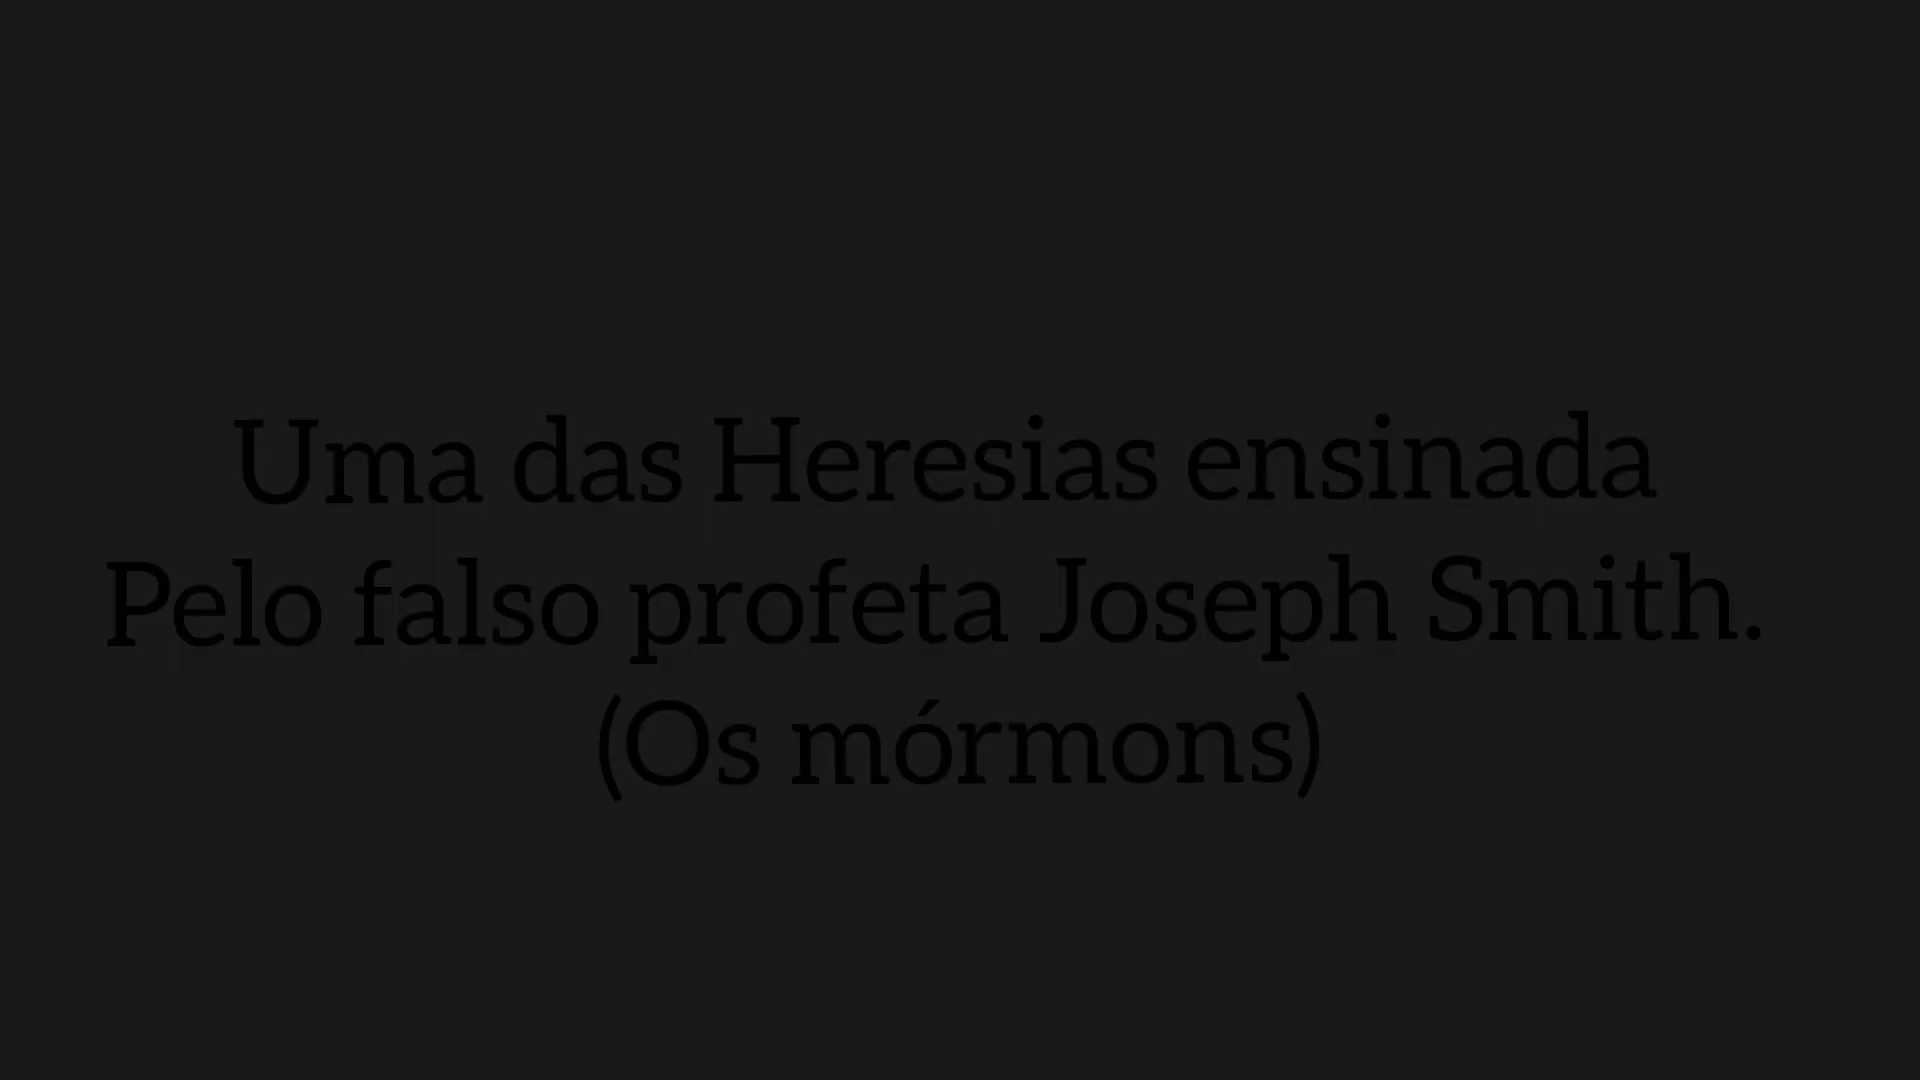 Uma das Heresias ensinada
Pelo falso profeta Joseph Smith.
(Os mórmons)